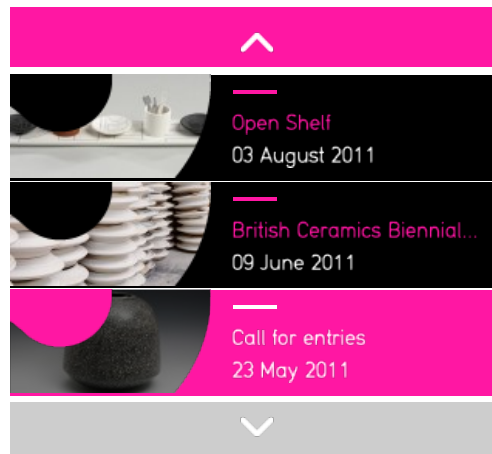 Open Shelf
03 August 2011
British Ceramics Biennial...
09 June 2011
Call for entries
23 May 2011